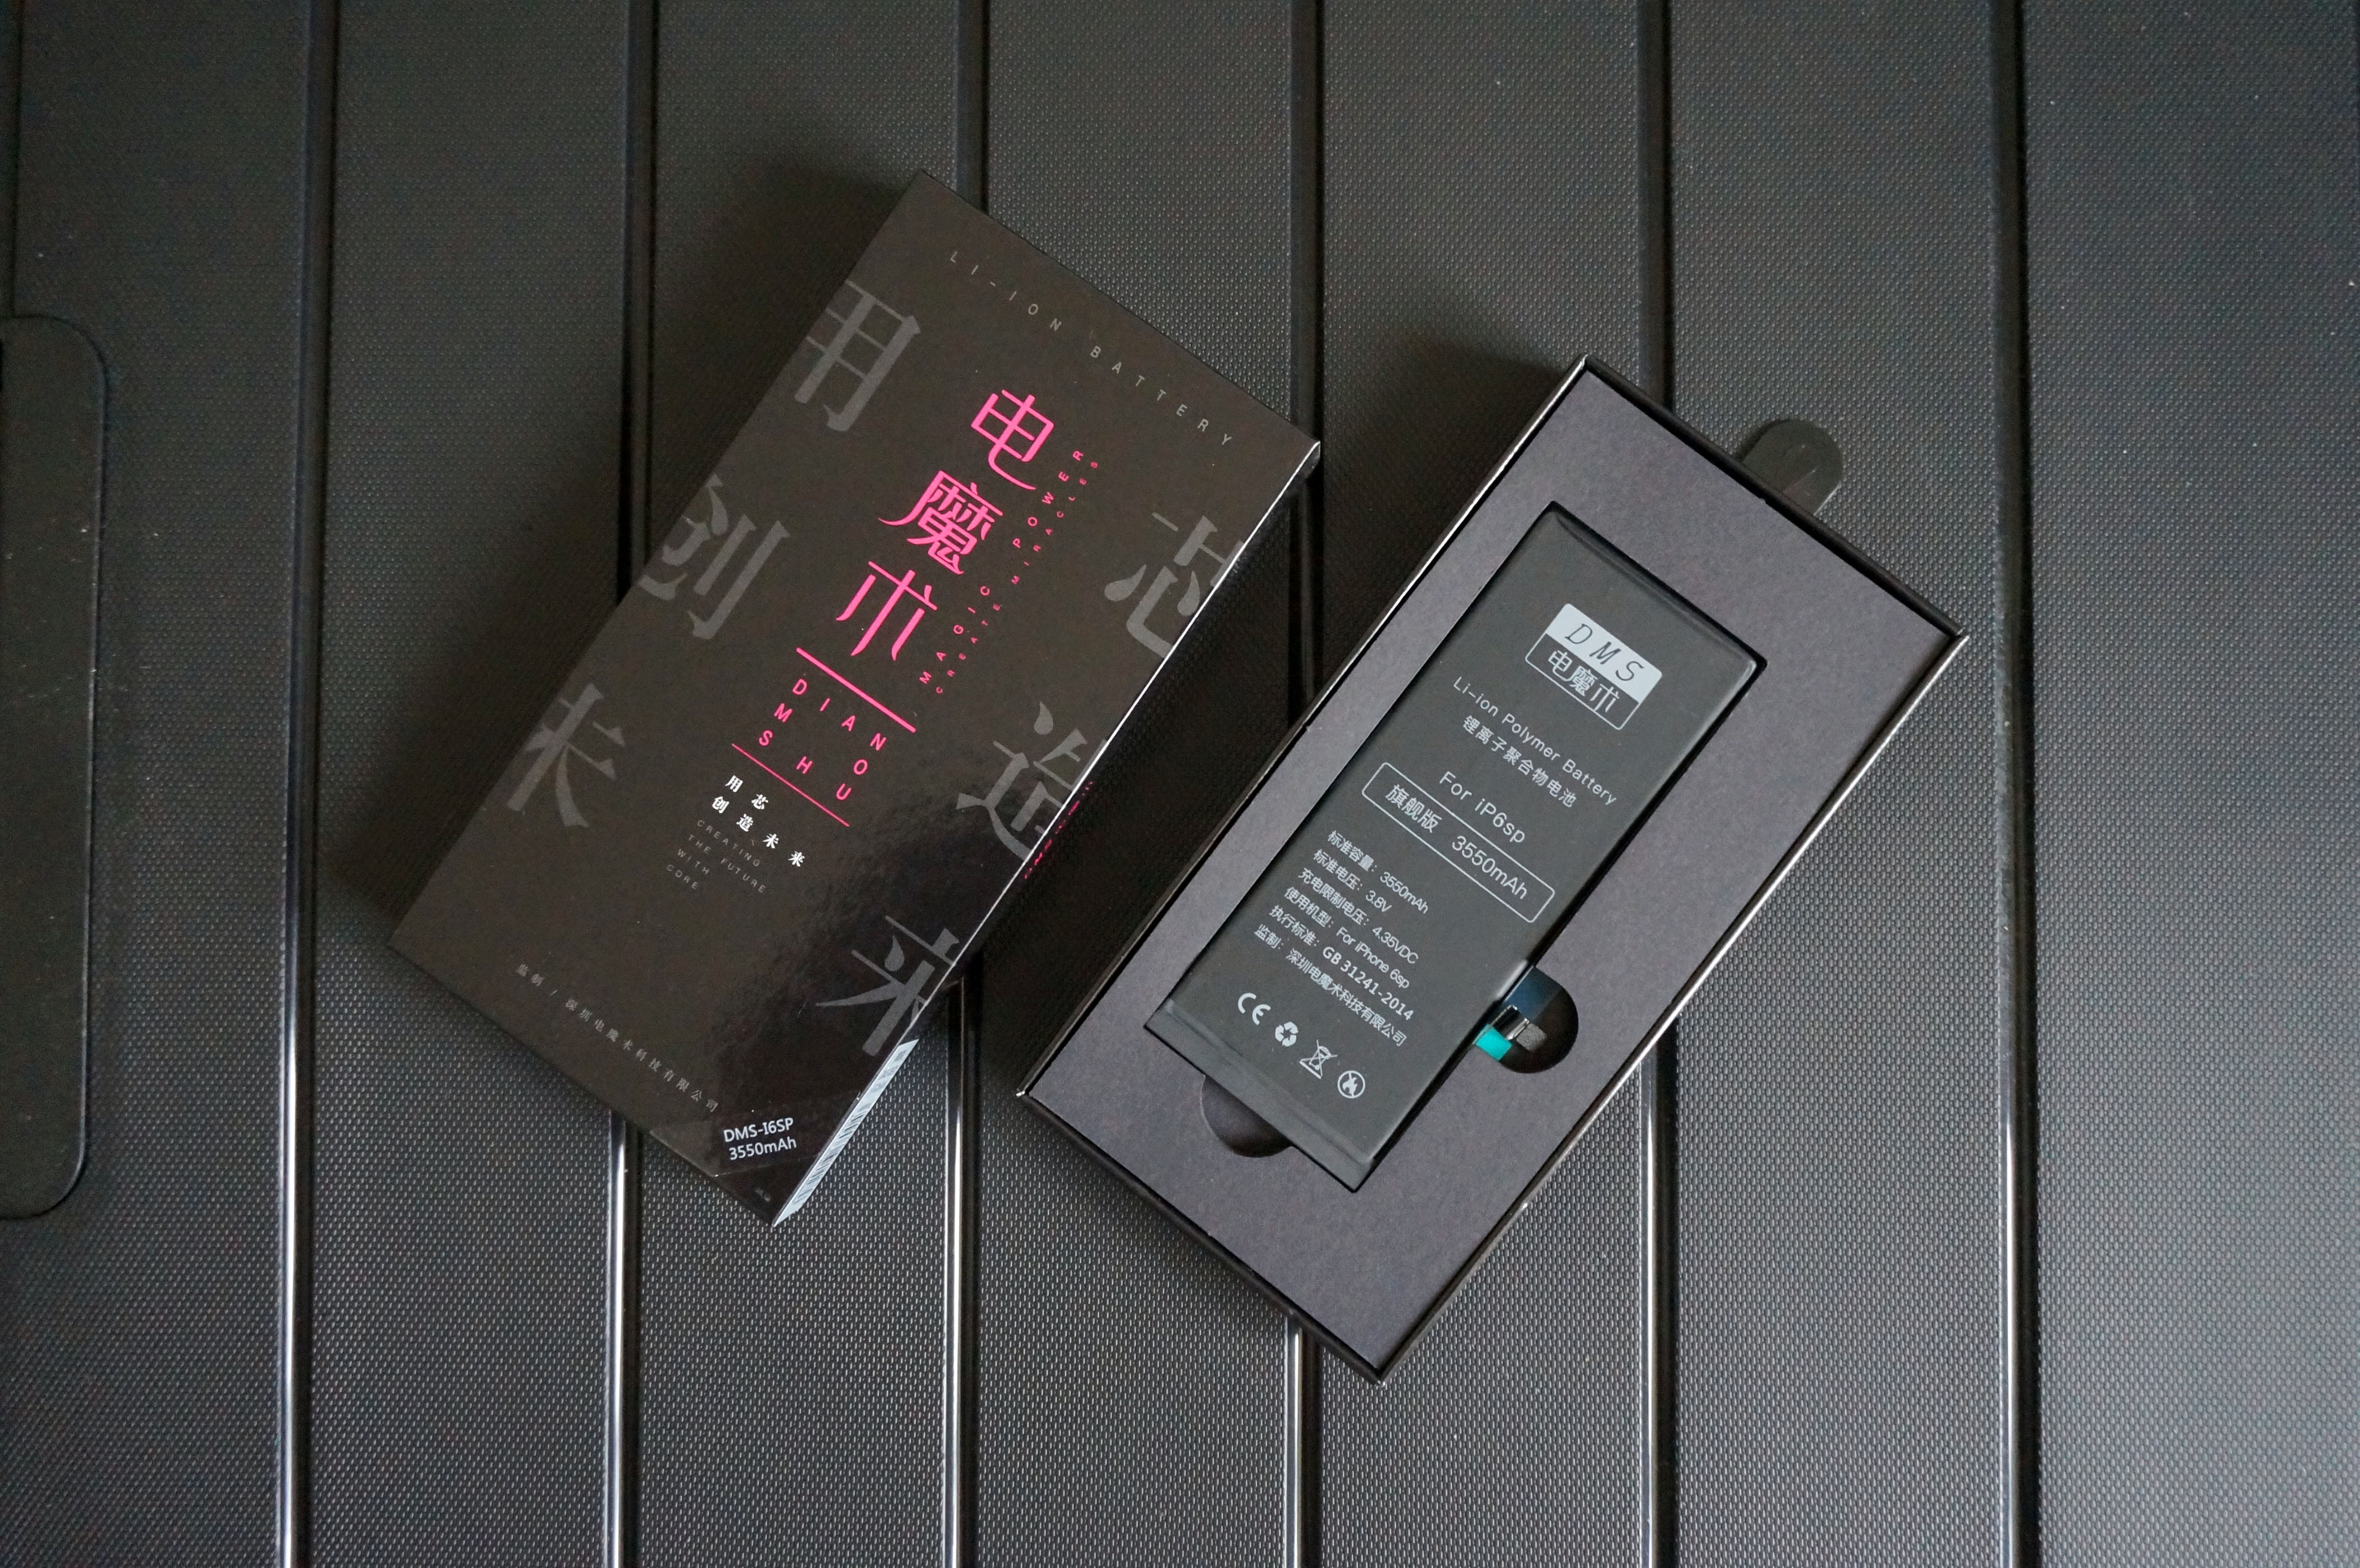 LI-ION BATTERY
用芯
创造
未来
电魔术
MAGIC POWER
CREATE MIRACLES
DIAN
MO
SHU
用芯
创造未来
CREATING
THE FUTURE
WITH
CORE
监制 / 深圳电魔术科技有限公司
DMS-I6SP
3550mAh
DMS
电魔术
Li-ion Polymer Battery
锂离子聚合物电池
For iP6sp
旗舰版 3550mAh
标准容量：3550mAh
标准电压：3.8V
充电限制电压：4.35VDC
使用机型：For iPhone 6sp
执行标准：GB 31241-2014
监制：深圳电魔术科技有限公司
CE